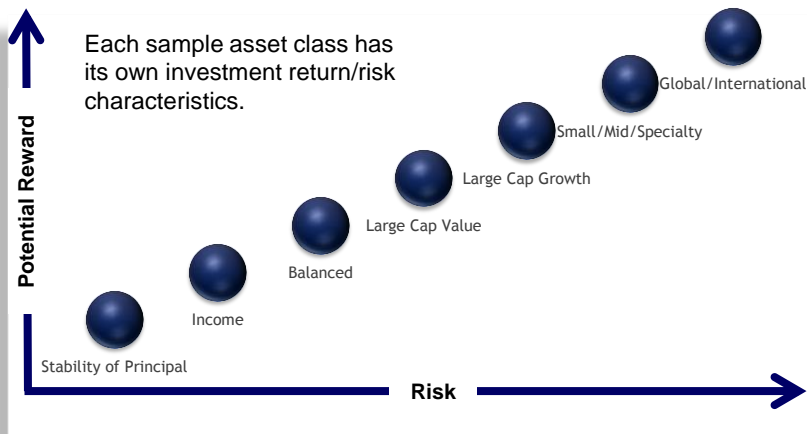 Each sample asset class has
its own investment return/risk
characteristics.
Global/International
Small/Mid/Specialty
Large Cap Growth
Large Cap Value
Balanced
Income
Stability of Principal
Potential Reward
Risk